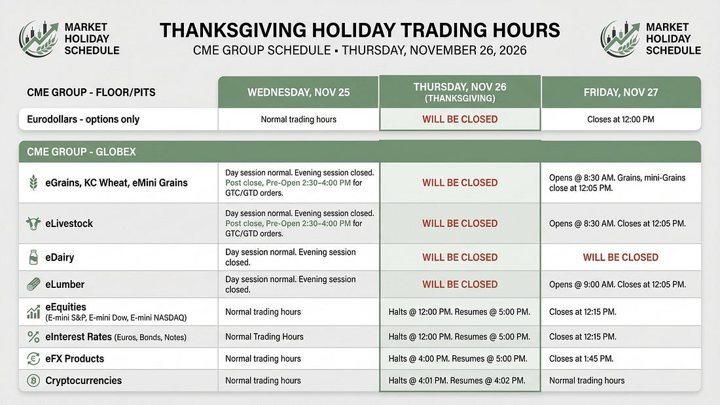 MARKET
HOLIDAY
SCHEDULE
THANKSGIVING HOLIDAY TRADING HOURS
CME GROUP SCHEDULE • THURSDAY, NOVEMBER 26, 2026
MARKET
HOLIDAY
SCHEDULE
CME GROUP - FLOOR/PITS
WEDNESDAY, NOV 25
THURSDAY, NOV 26
(THANKSGIVING)
FRIDAY, NOV 27
Eurodollars - options only
Normal trading hours
WILL BE CLOSED
Closes at 12:00 PM
CME GROUP - GLOBEX
eGrains, KC Wheat, eMini Grains
Day session normal. Evening session closed.
Post close, Pre-Open 2:30–4:00 PM for
GTC/GTD orders.
WILL BE CLOSED
Opens @ 8:30 AM. Grains, mini-Grains
close at 12:05 PM.
eLivestock
Day session normal. Evening session closed.
Post close, Pre-Open 2:30–4:00 PM for
GTC/GTD orders.
WILL BE CLOSED
Opens @ 8:30 AM. Closes at 12:05 PM.
eDairy
Day session normal. Evening session
closed.
WILL BE CLOSED
WILL BE CLOSED
eLumber
Day session normal. Evening session
closed.
WILL BE CLOSED
Opens @ 9:00 AM. Closes at 12:05 PM.
eEquities
(E-mini S&P, E-mini Dow, E-mini NASDAQ)
Normal trading hours
Halts @ 12:00 PM. Resumes @ 5:00 PM.
Closes at 12:15 PM.
eInterest Rates (Euros, Bonds, Notes)
Normal Trading Hours
Halts @ 12:00 PM. Resumes @ 5:00 PM.
Closes at 12:15 PM.
eFX Products
Normal trading hours
Halts @ 4:00 PM. Resumes @ 5:00 PM.
Closes at 1:45 PM.
Cryptocurrencies
Normal trading hours
Halts @ 4:01 PM. Resumes @ 4:02 PM.
Normal trading hours